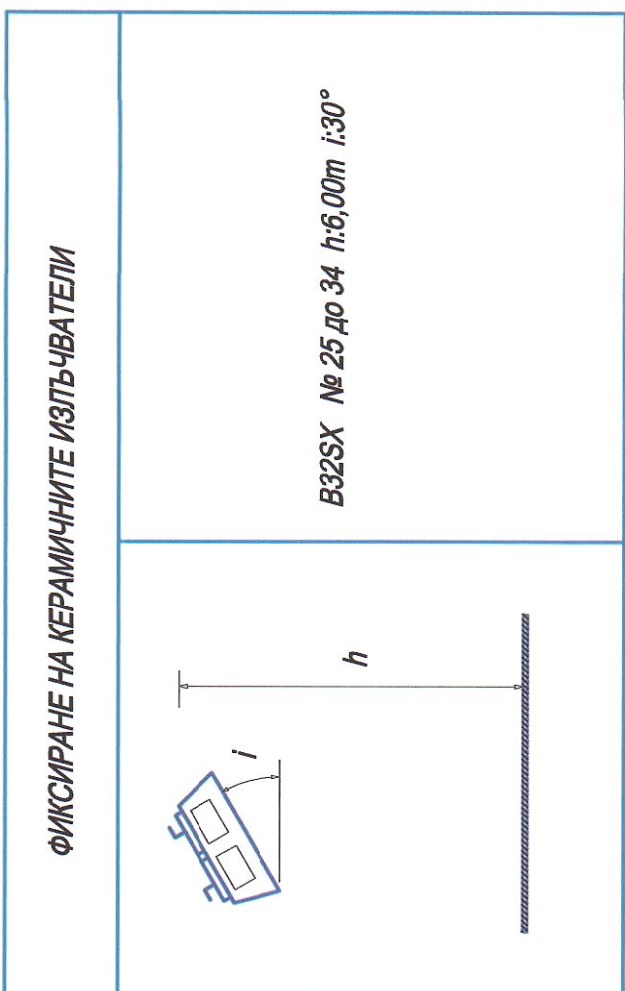 ФИКСИРАНЕ НА КЕРАМИЧНИТЕ ИЗЛЪЧВАТЕЛИ
i
h
B32SX № 25 до 34 h:6,00m i:30°